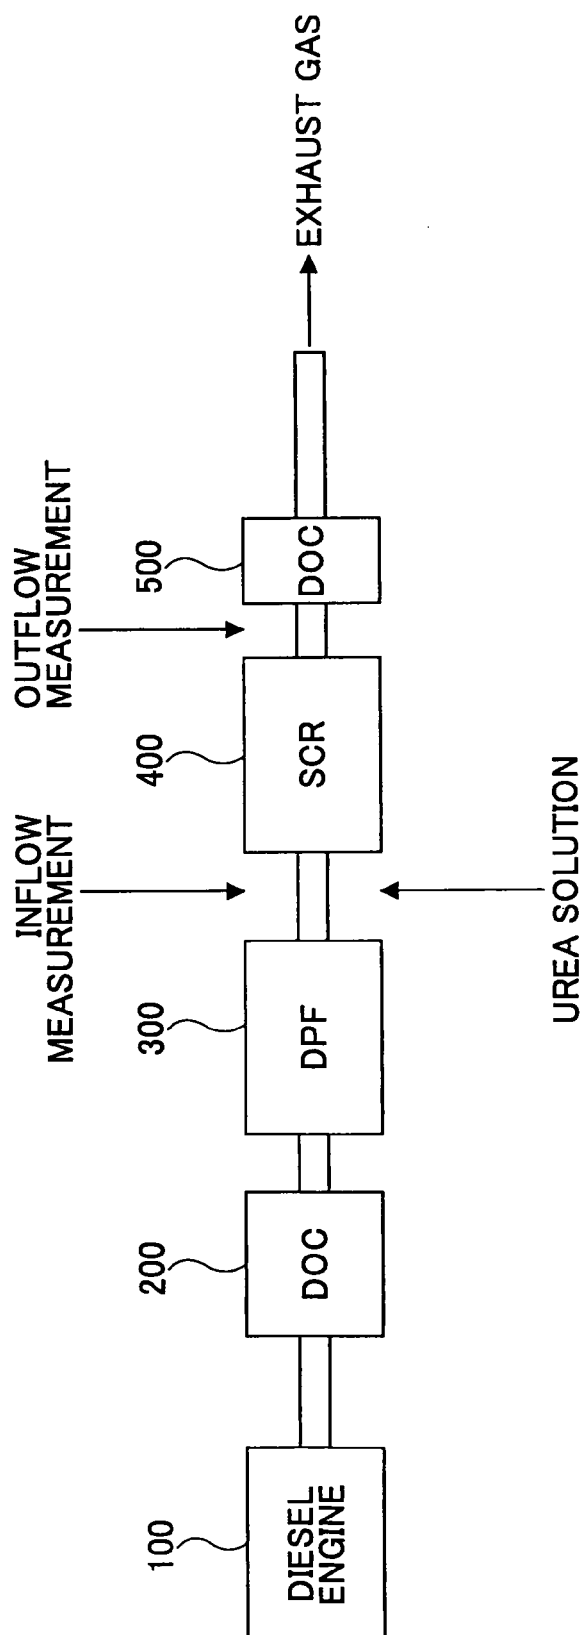 INFLOW
MEASUREMENT
OUTFLOW
MEASUREMENT
100
200
300
400
500
DIESEL
ENGINE
DOC
DPF
SCR
DOC
EXHAUST GAS
UREA SOLUTION